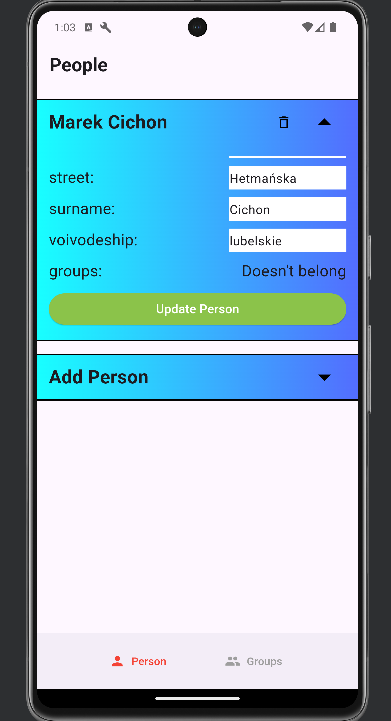 1:03
People
Marek Cichon
street: Hetmańska
surname: Cichon
voivodeship: lubelskie
groups: Doesn't belong
Update Person
Add Person
Person Groups